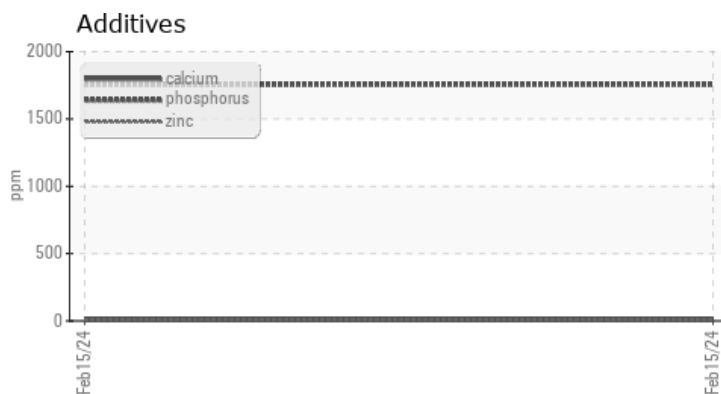 Additives
2000
1500
1000
500
0
ppm
calcium
phosphorus
zinc
Feb15/24
Feb15/24